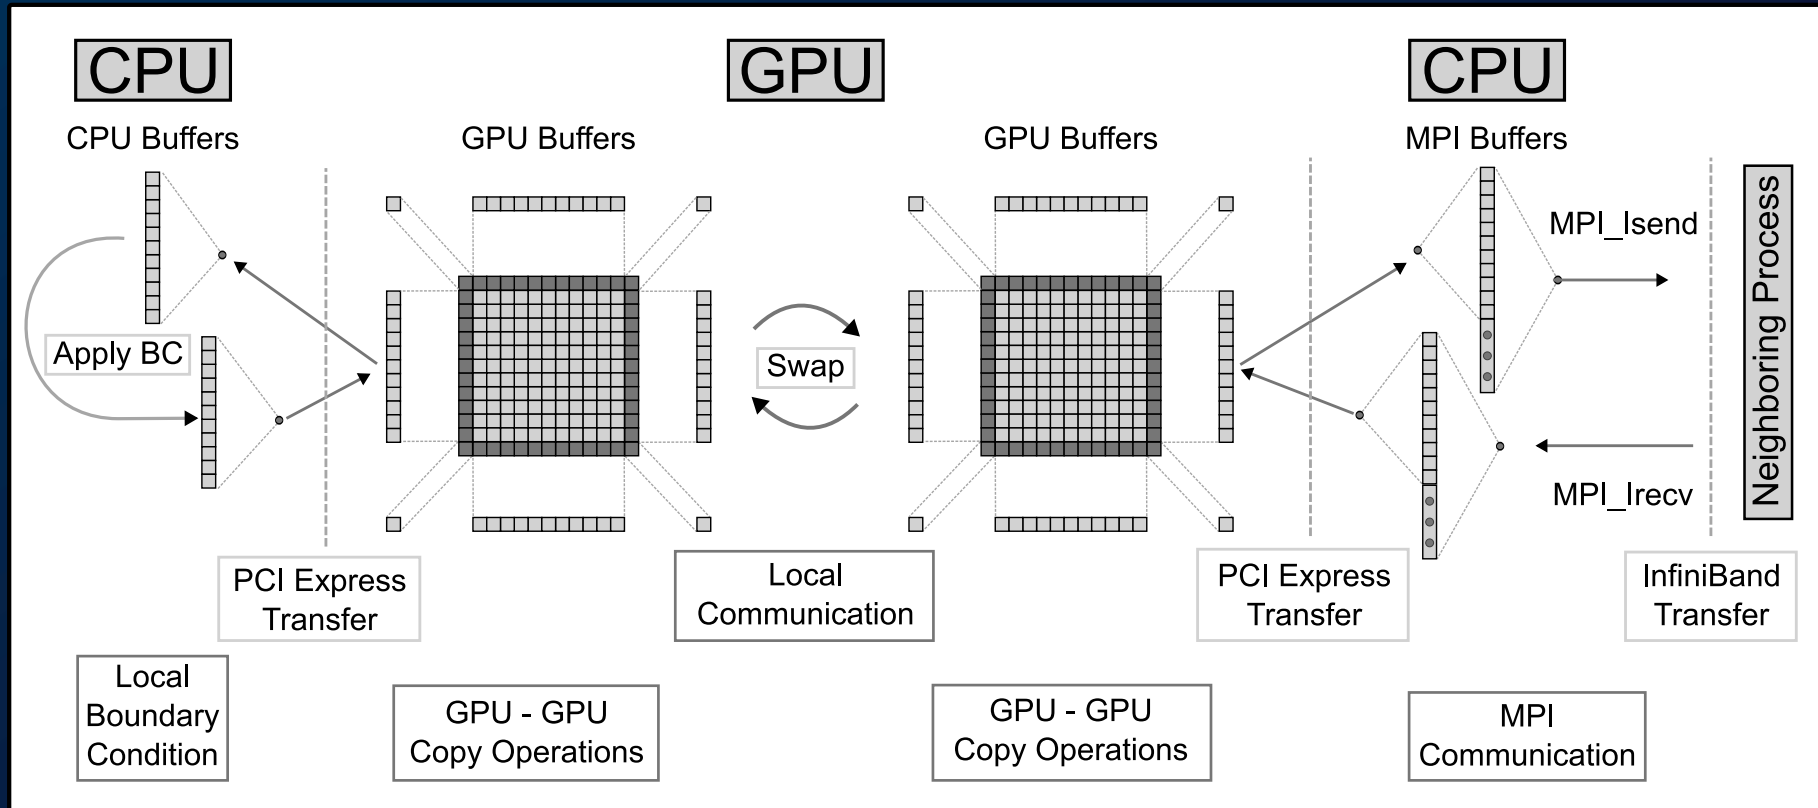 CPU
GPU
CPU
CPU Buffers
GPU Buffers
GPU Buffers
MPI Buffers
MPI_Isend
Neighboring Process
Apply BC
Swap
MPI_Irecv
PCI Express
Transfer
Local
Communication
PCI Express
Transfer
InfiniBand
Transfer
Local
Boundary
Condition
GPU - GPU
Copy Operations
GPU - GPU
Copy Operations
MPI
Communication